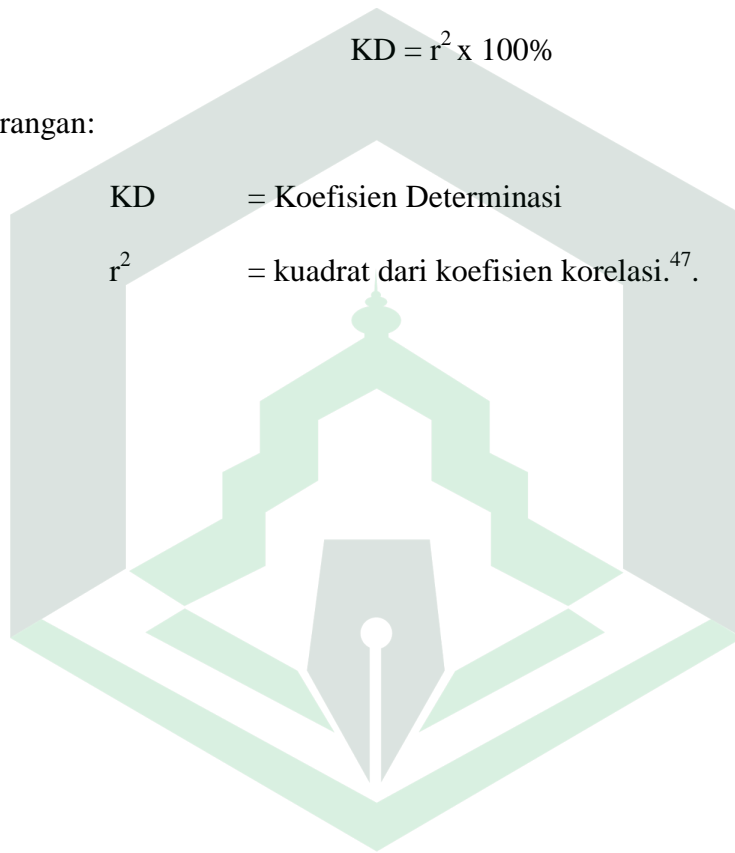 KD = r² x 100%
rangan:
KD = Koefisien Determinasi
r² = kuadrat dari koefisien korelasi.⁴⁷.